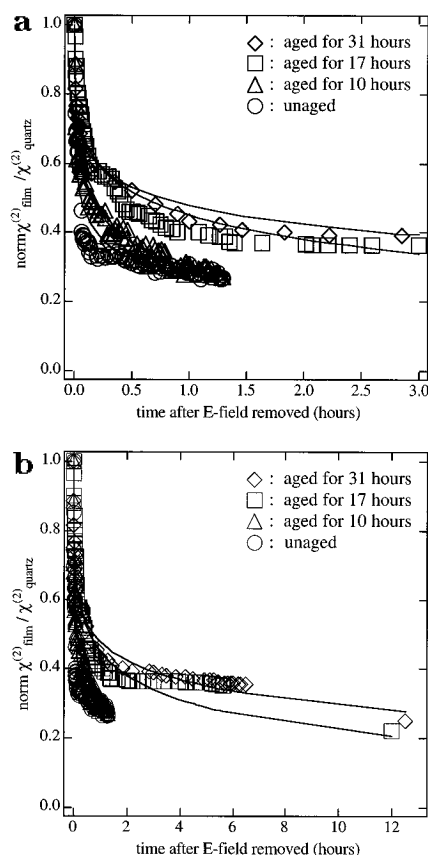 a
1.0
0.8
0.6
0.4
0.2
0.0
norm χ(2)film / χ(2)quartz
◇ : aged for 31 hours
□ : aged for 17 hours
△ : aged for 10 hours
○ : unaged
0.0 0.5 1.0 1.5 2.0 2.5 3.0
time after E-field removed (hours)
b
1.0
0.8
0.6
0.4
0.2
0.0
norm χ(2)film / χ(2)quartz
◇ : aged for 31 hours
□ : aged for 17 hours
△ : aged for 10 hours
○ : unaged
0 2 4 6 8 10 12
time after E-field removed (hours)